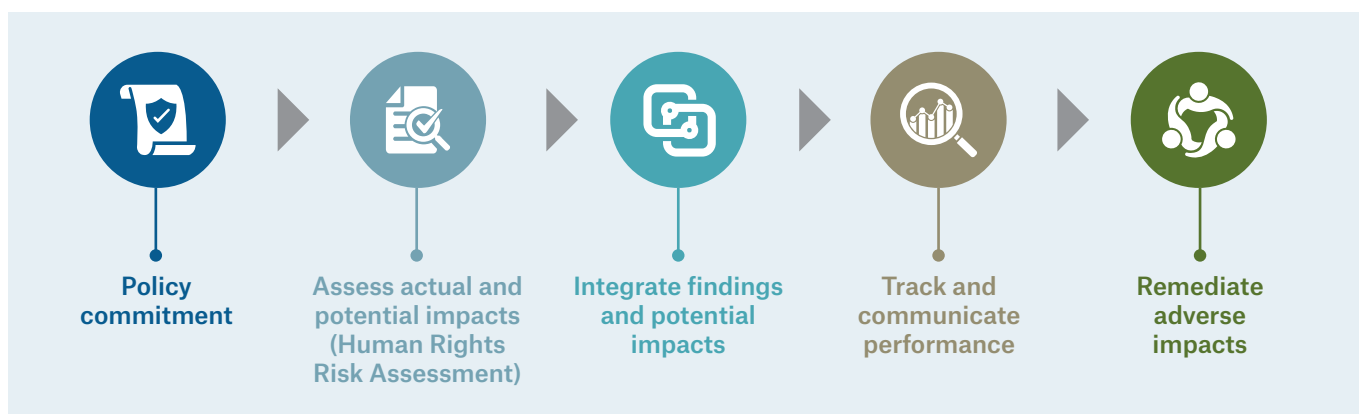 Policy
commitment
Assess actual and
potential impacts
(Human Rights
Risk Assessment)
Integrate findings
and potential
impacts
Track and
communicate
performance
Remediate
adverse
impacts